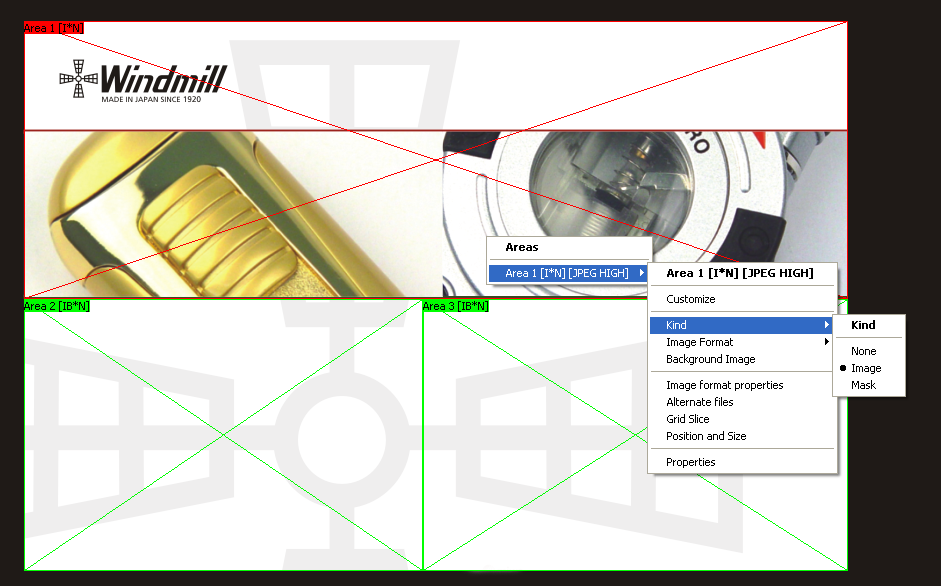 Area 1 [I*N]
Windmill
MADE IN JAPAN SINCE 1920
RO
Areas
Area 1 [I*N] [JPEG HIGH]
Area 1 [I*N] [JPEG HIGH]
Customize
Kind
Image Format
Background Image
Image format properties
Alternate files
Grid Slice
Position and Size
Properties
Kind
None
Image
Mask
Area 2 [IB*N]
Area 3 [IB*N]